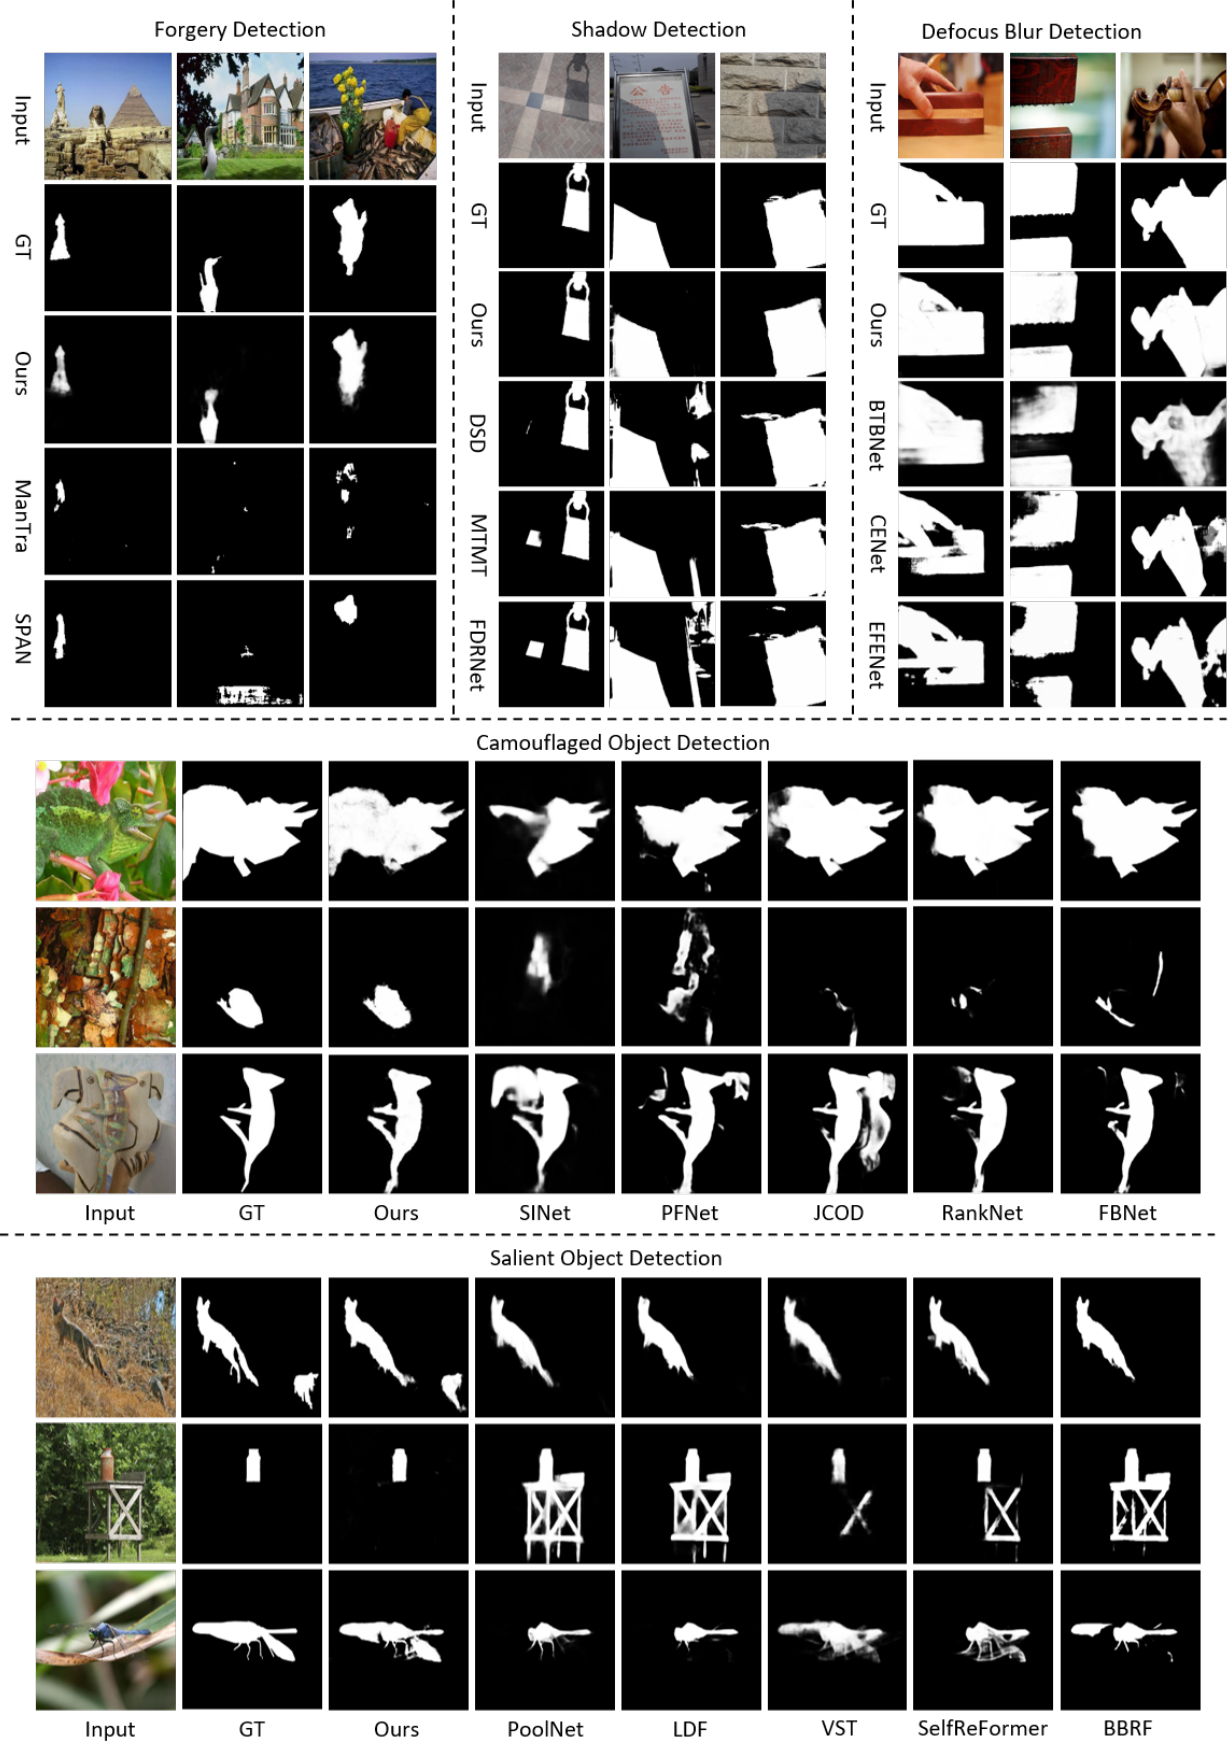 Forgery Detection
Shadow Detection
Defocus Blur Detection
Input
GT
Ours
ManTra
SPAN
Input
公 告
GT
Ours
DSD
MTMT
FDRNet
Input
GT
Ours
BTBNet
CENet
EFENet
Camouflaged Object Detection
Input
GT
Ours
SINet
PFNet
JCOD
RankNet
FBNet
Salient Object Detection
Input
GT
Ours
PoolNet
LDF
VST
SelfReFormer
BBRF